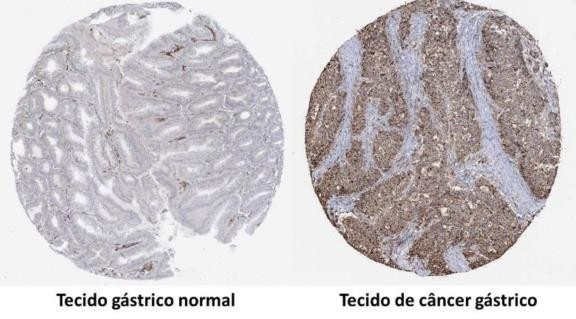 Tecido gástrico normal
Tecido de câncer gástrico